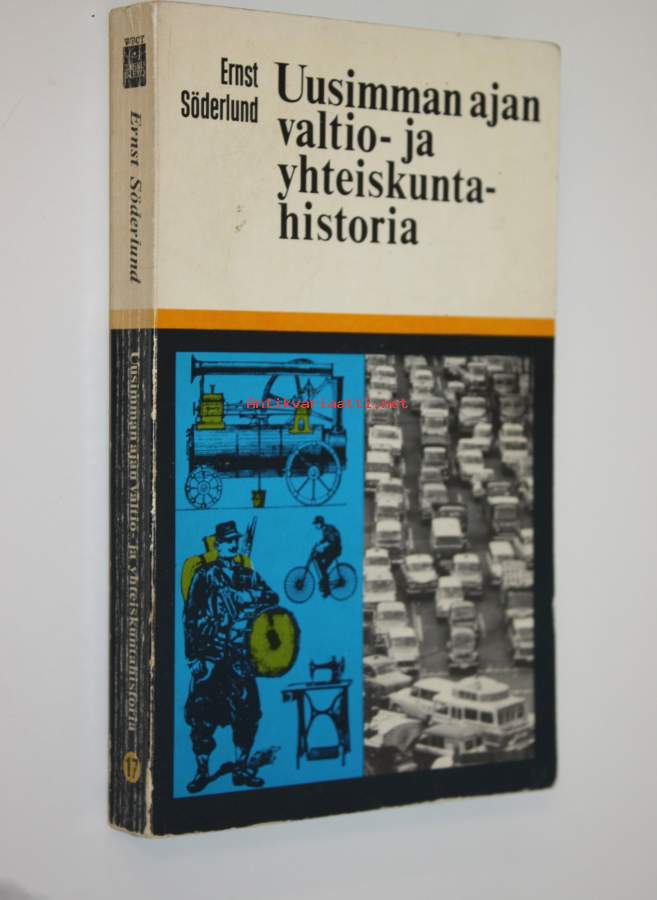 Ernst
Söderlund
Uusimman ajan
valtio- ja
yhteiskunta-
historia
Antikvariaatti.net
Ernst Söderlund
Uusimman ajan valtio- ja yhteiskuntahistoria
17